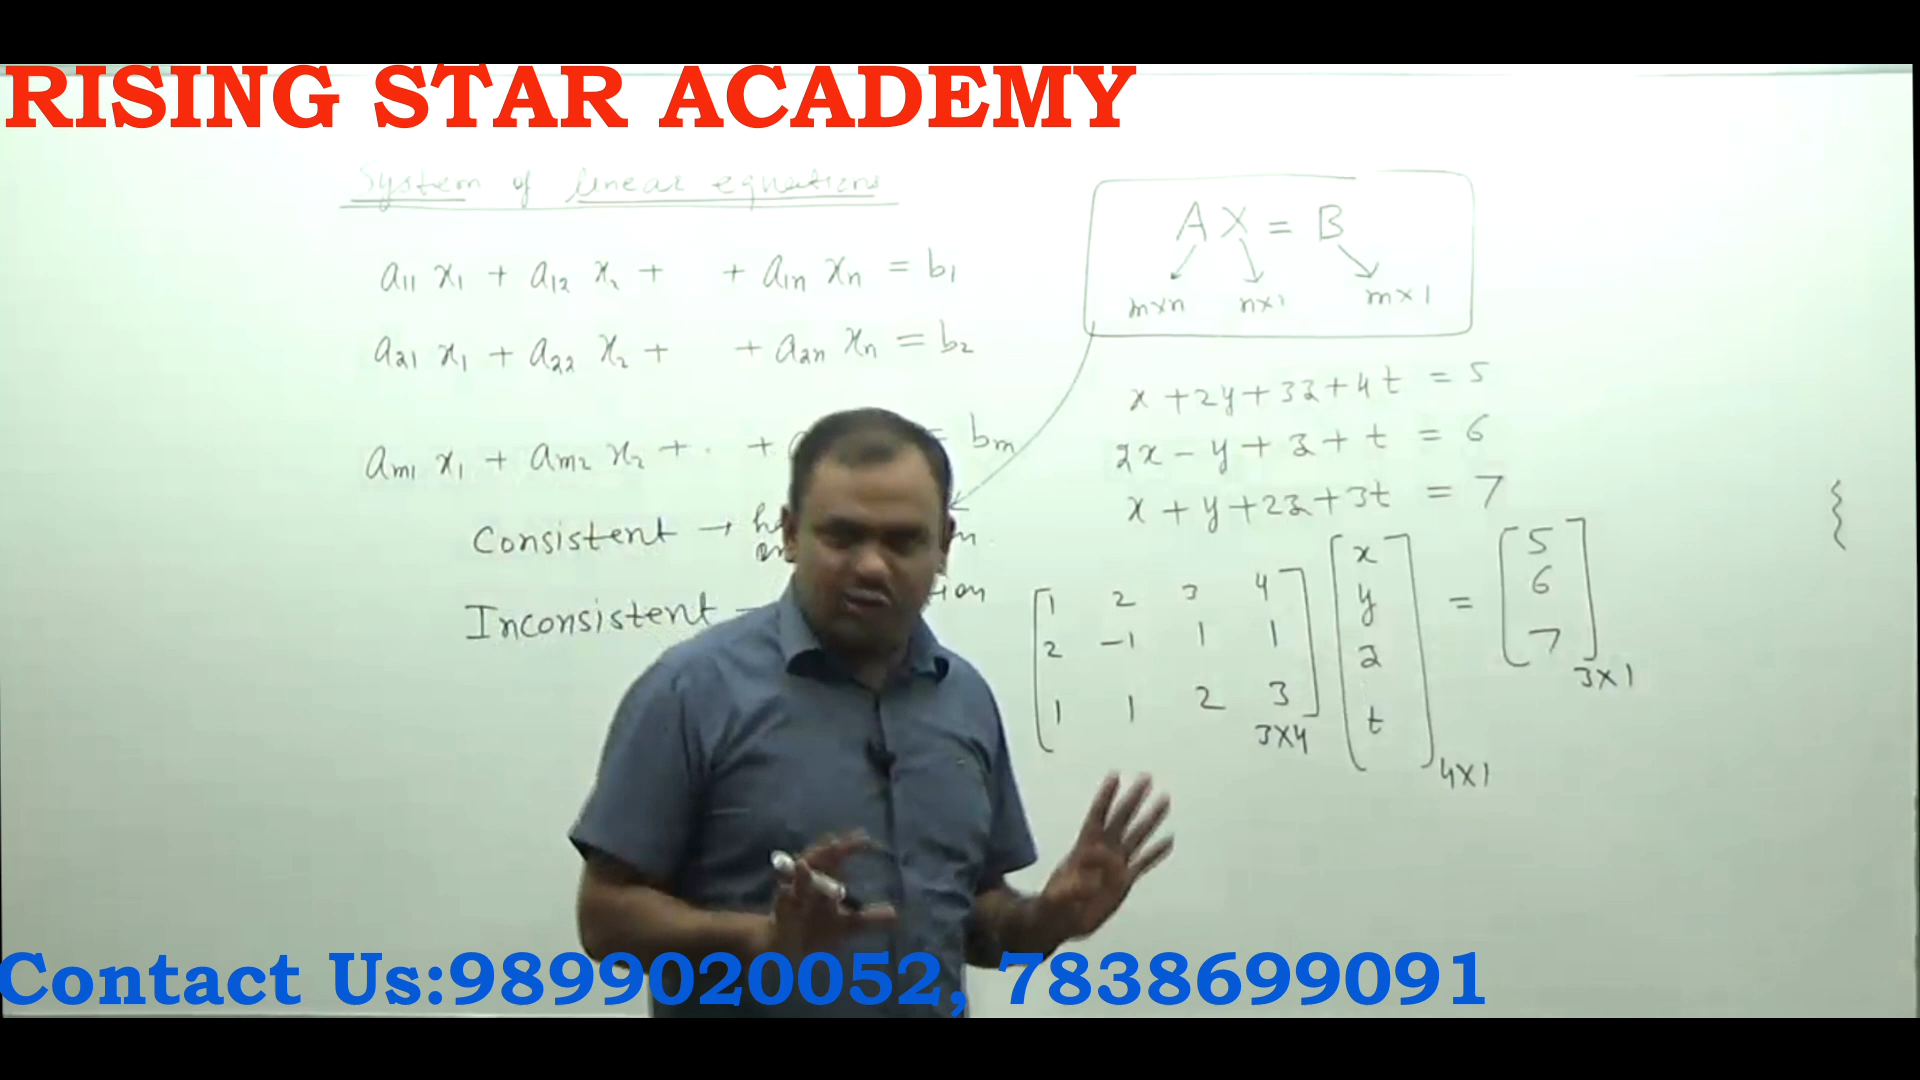 RISING STAR ACADEMY
System of linear equations
a11 x1 + a12 x2 + + a1n xn = b1
a21 x1 + a22 x2 + + a2n xn = b2
am1 x1 + am2 x2 + . + = bm
Consistent →
Inconsistent
AX = B
m×n n×1 m×1
x + 2y + 3z + 4t = 5
2x - y + z + t = 6
x + y + 2z + 3t = 7
[1 2 3 4] [x] = [5]
[2 -1 1 1] [y] [6]
[1 1 2 3] [z] [7]
[t]
3×4 4×1 3×1
Contact Us:9899020052, 7838699091